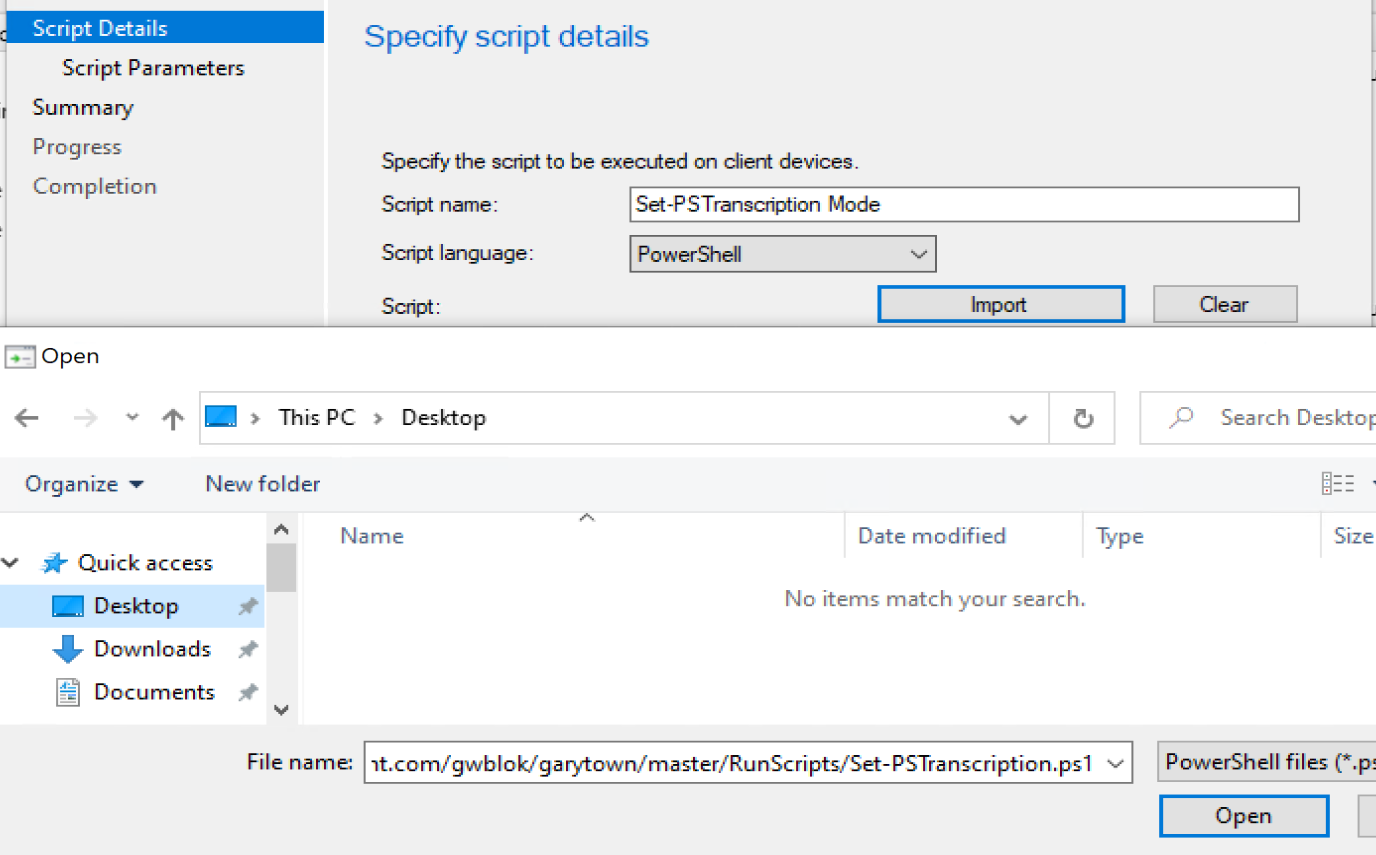 Script Details
Specify script details
Script Parameters
Summary
Progress
Completion
Specify the script to be executed on client devices.
Script name: Set-PSTranscription Mode
Script language: PowerShell
Script: Import Clear
Open
This PC > Desktop
Search Desktop
Organize New folder
Name Date modified Type Size
Quick access
No items match your search.
Desktop
Downloads
Documents
File name: nt.com/gwblok/garytown/master/RunScripts/Set-PSTranscription.ps1 PowerShell files (*.ps
Open